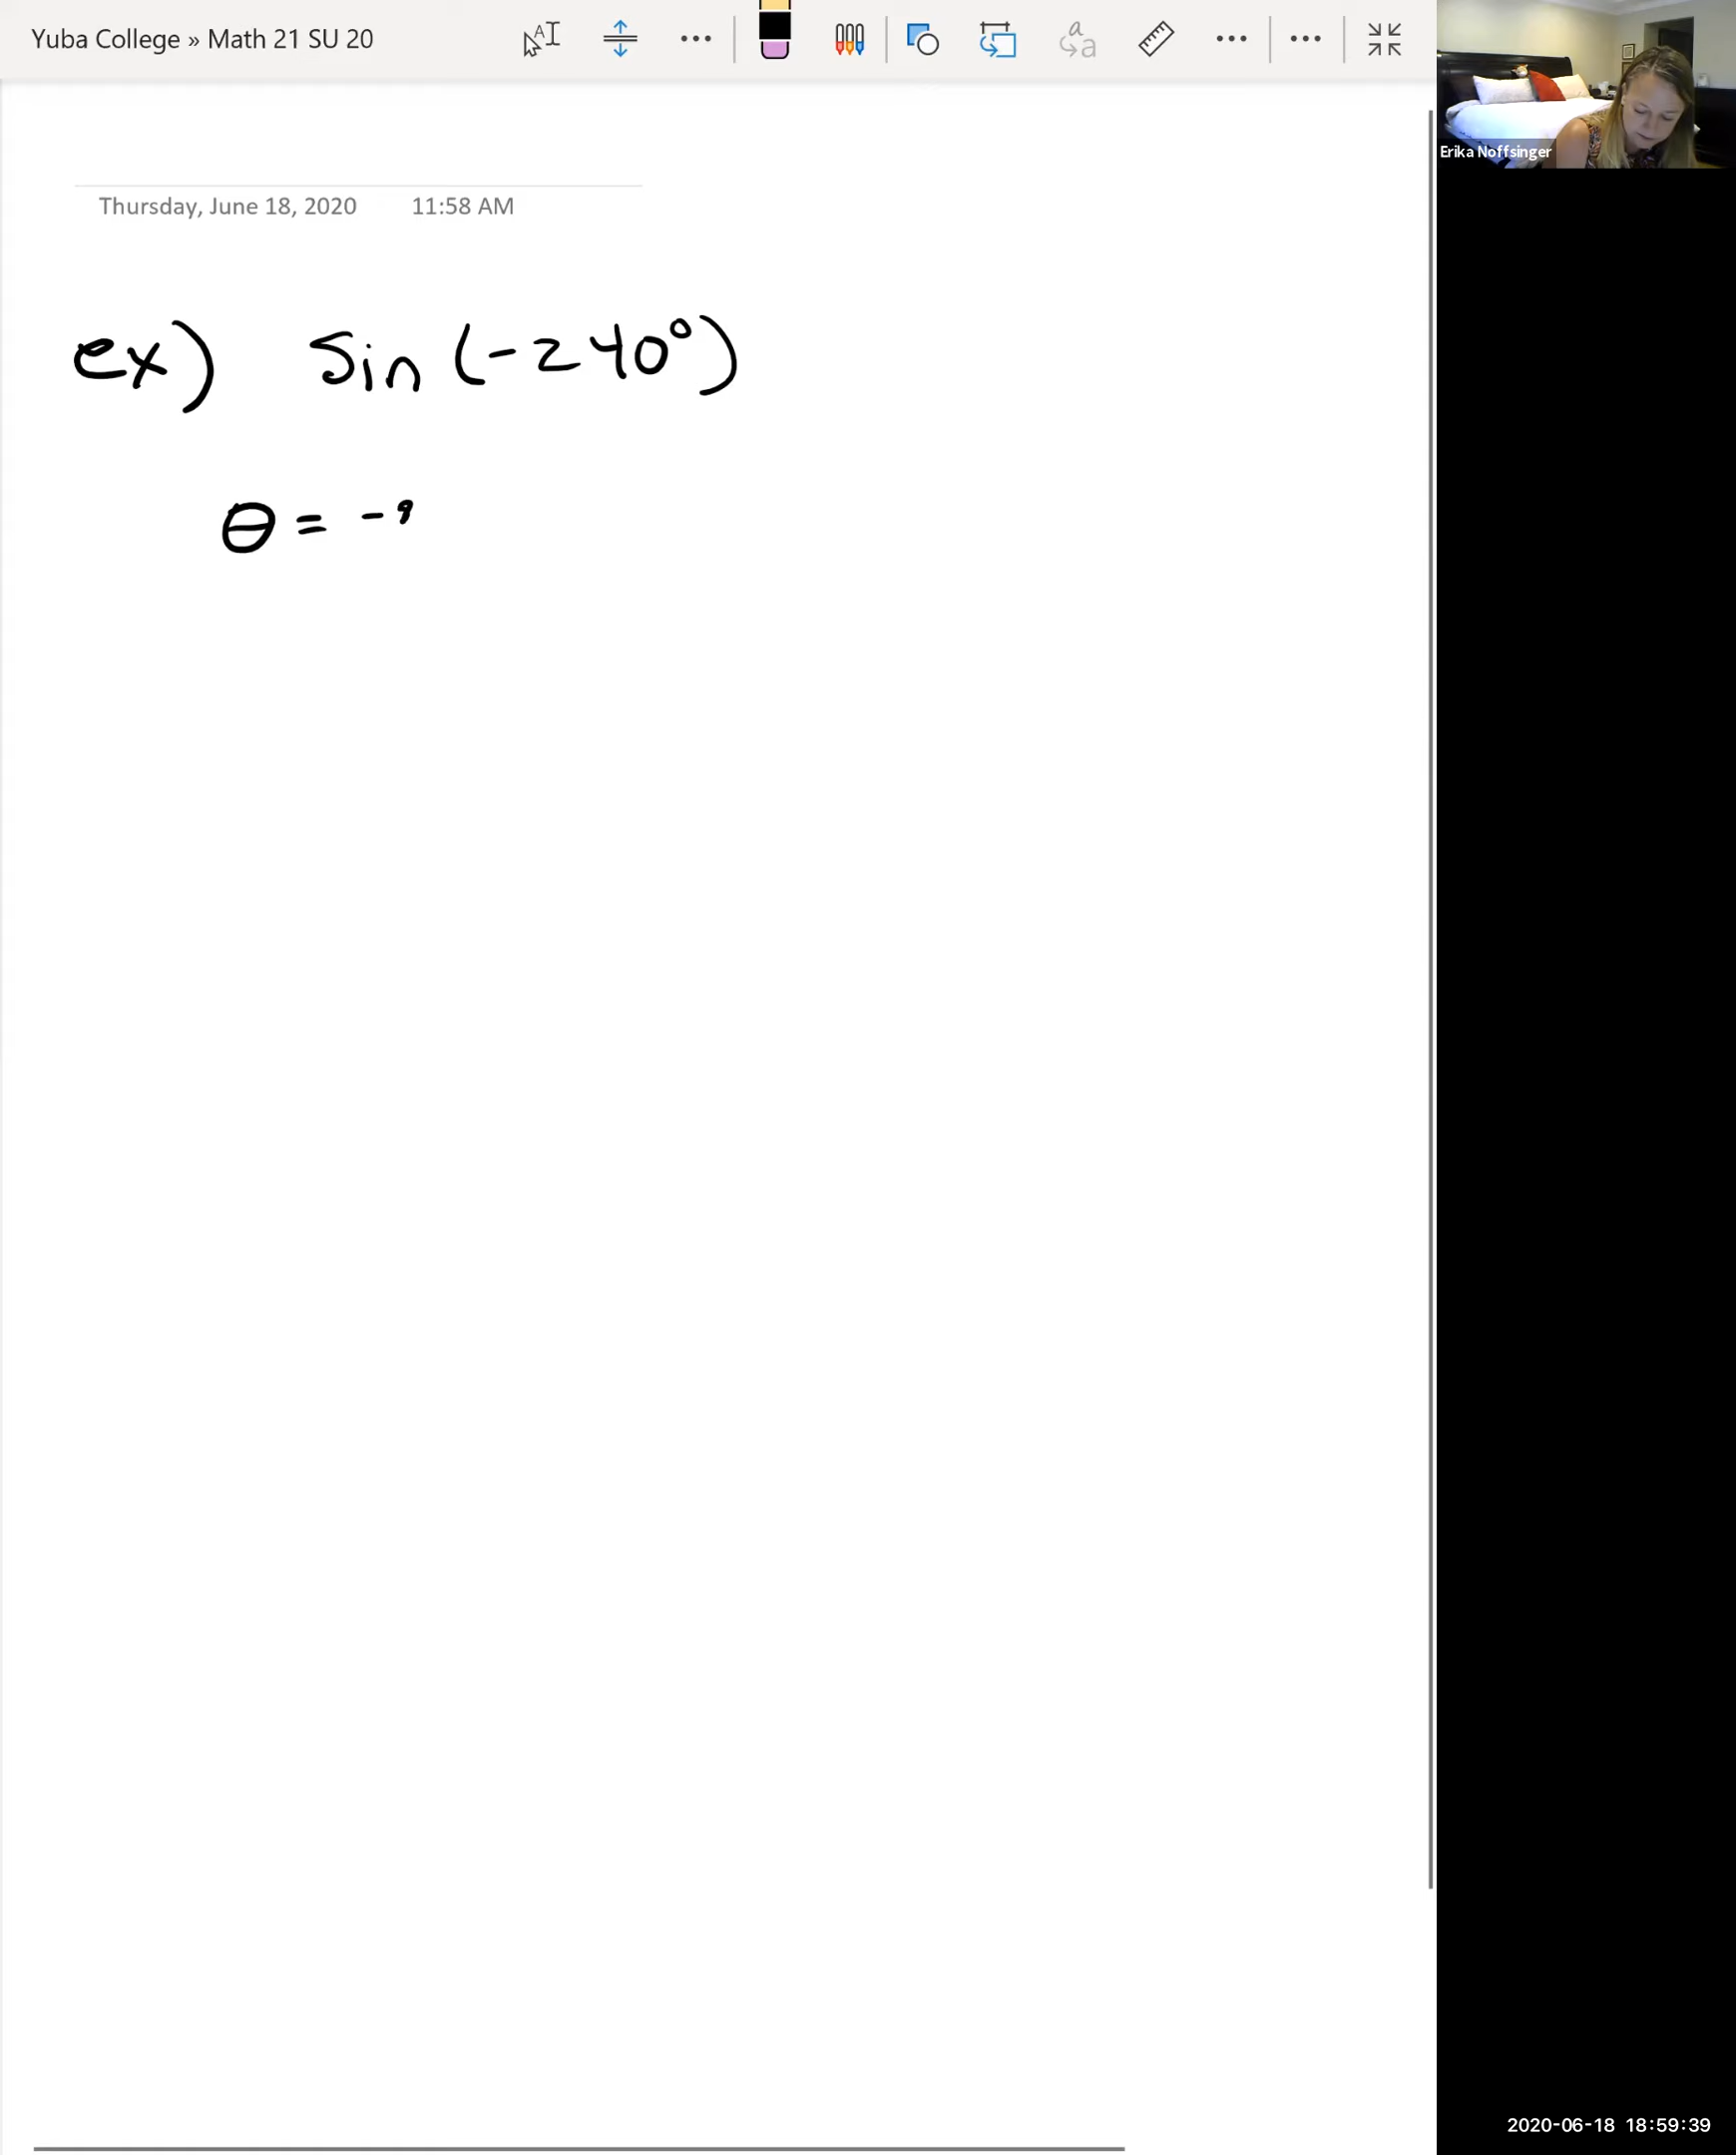 Yuba College » Math 21 SU 20
Erika Noffsinger
Thursday, June 18, 2020 11:58 AM
ex) Sin (-240°)
θ = -
2020-06-18 18:59:39